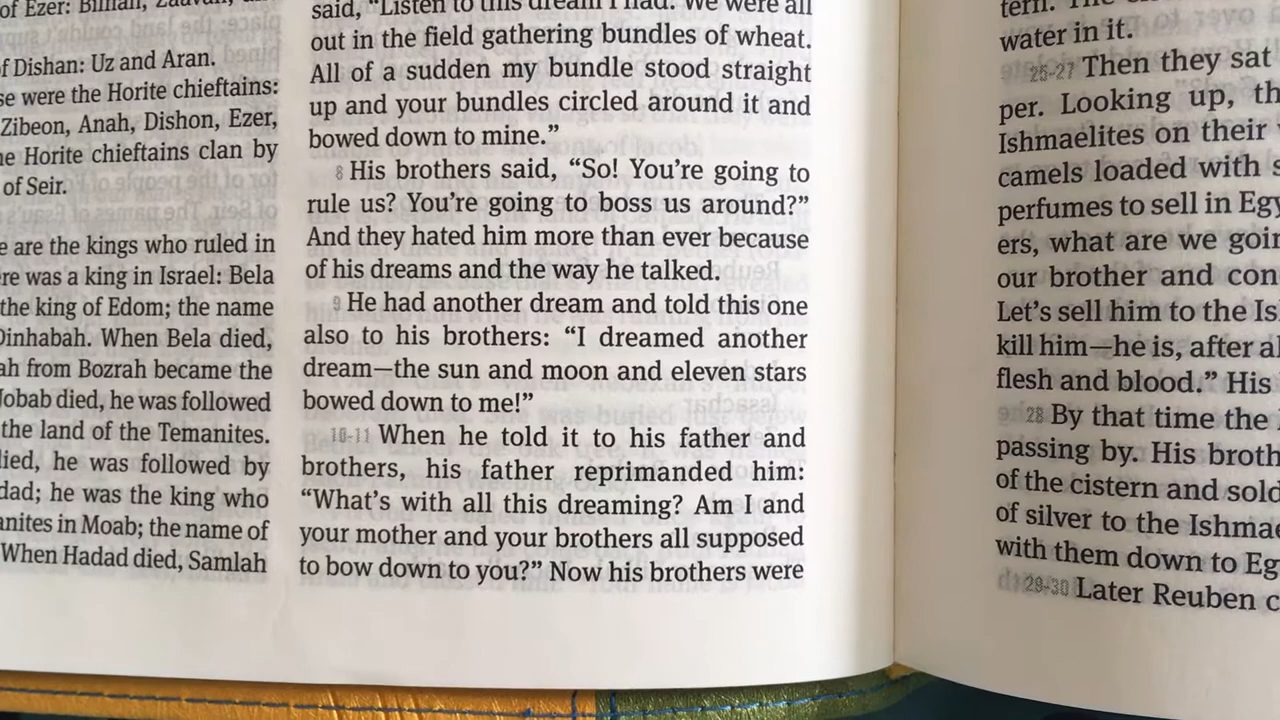 of Ezer: Bilhan, Zaavan,
of Dishan: Uz and Aran.
se were the Horite chieftains:
Zibeon, Anah, Dishon, Ezer,
e Horite chieftains clan by
of Seir.
e are the kings who ruled in
re was a king in Israel: Bela
the king of Edom; the name
Dinhabah. When Bela died,
ah from Bozrah became the
Jobab died, he was followed
the land of the Temanites.
died, he was followed by
dad; he was the king who
anites in Moab; the name of
When Hadad died, Samlah
said, “Listen to this dream I had. We were all
out in the field gathering bundles of wheat.
All of a sudden my bundle stood straight
up and your bundles circled around it and
bowed down to mine.”
8 His brothers said, “So! You’re going to
rule us? You’re going to boss us around?”
And they hated him more than ever because
of his dreams and the way he talked.
9 He had another dream and told this one
also to his brothers: “I dreamed another
dream—the sun and moon and eleven stars
bowed down to me!”
10-11 When he told it to his father and
brothers, his father reprimanded him:
“What’s with all this dreaming? Am I and
your mother and your brothers all supposed
to bow down to you?” Now his brothers were
tern. The
water in it.
25-27 Then they sat
per. Looking up, th
Ishmaelites on their
camels loaded with s
perfumes to sell in Egy
ers, what are we goin
our brother and con
Let’s sell him to the Is
kill him—he is, after al
flesh and blood.” His
28 By that time the
passing by. His broth
of the cistern and sold
of silver to the Ishmae
with them down to Eg
29-30 Later Reuben c